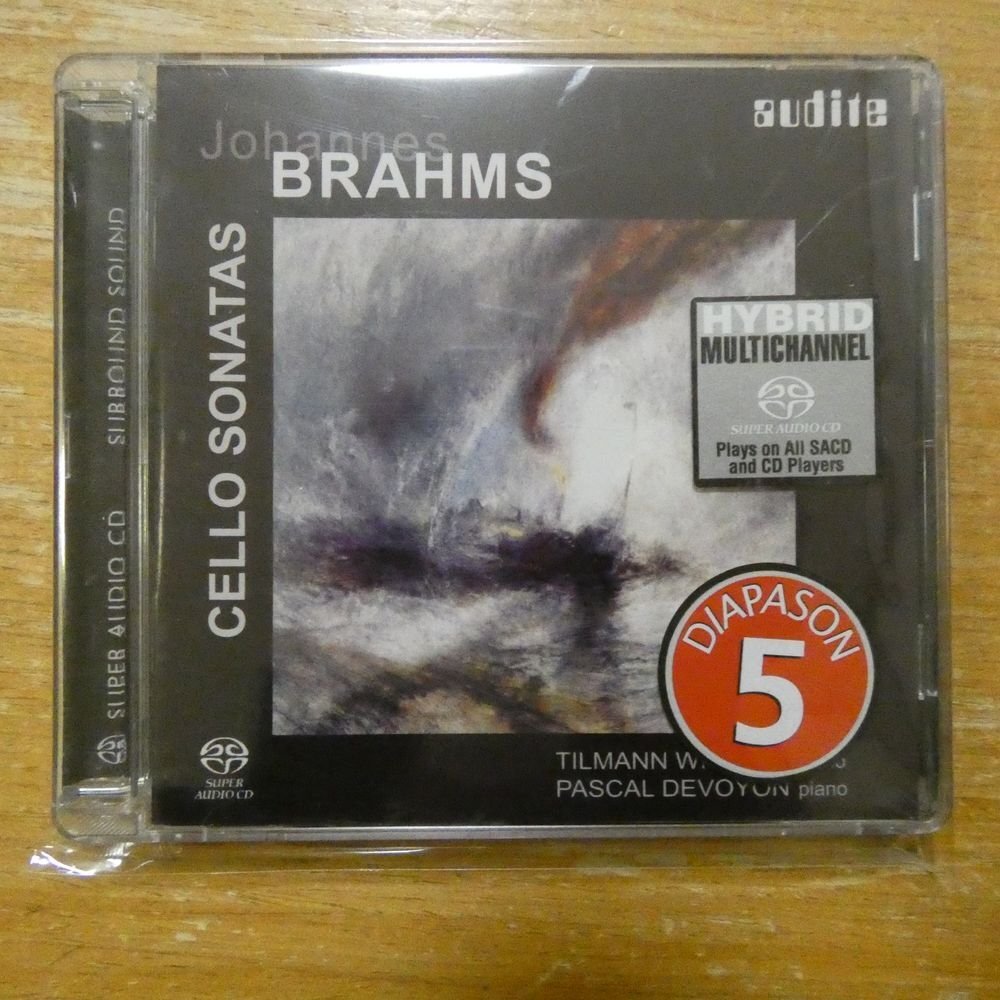 audite
Johannes
BRAHMS
CELLO SONATAS
HYBRID
MULTICHANNEL
SUPER AUDIO CD
Plays on All SACD
and CD Players
DIAPASON
5
TILMANN
PASCAL DEVOYON piano
SUPER
AUDIO CD
SUPER AUDIO CD SURROUND SOUND